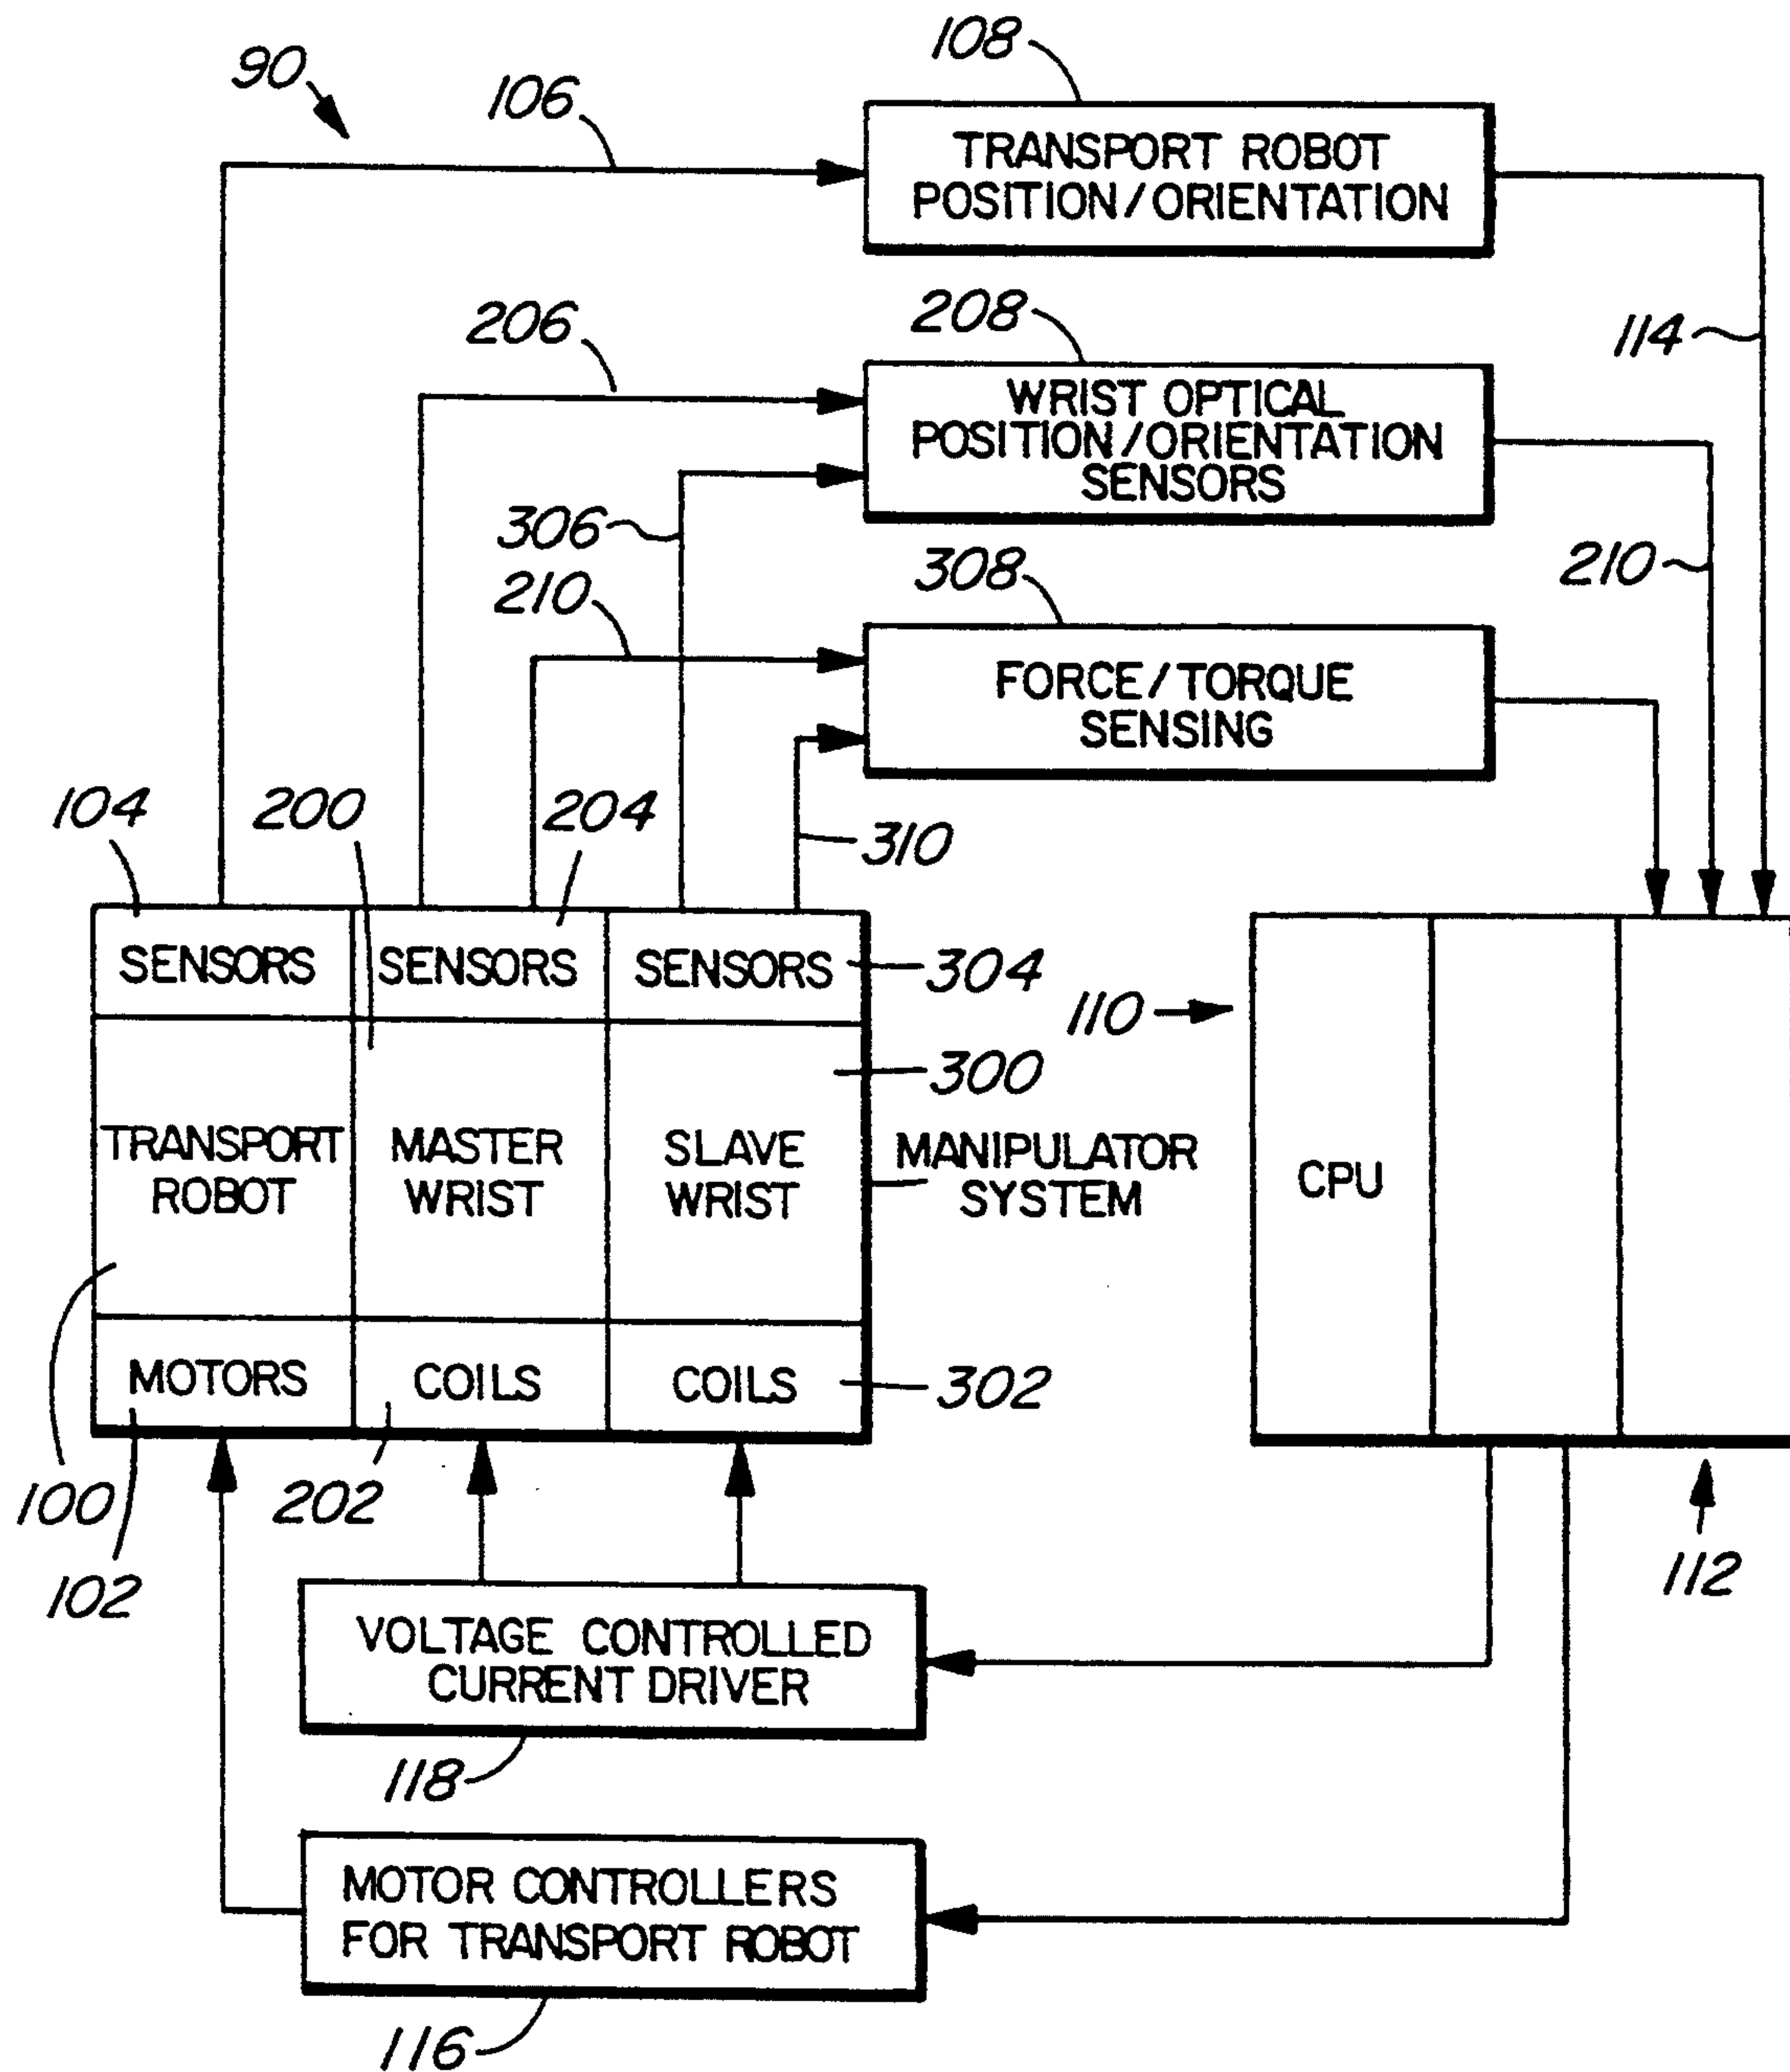 108
90
106
TRANSPORT ROBOT
POSITION/ORIENTATION
206
208
114
WRIST OPTICAL
POSITION/ORIENTATION
SENSORS
306
210
308
210
FORCE/TORQUE
SENSING
104
200
204
310
SENSORS
SENSORS
SENSORS
304
110
300
TRANSPORT
ROBOT
MASTER
WRIST
SLAVE
WRIST
MANIPULATOR
SYSTEM
CPU
MOTORS
COILS
COILS
302
100
202
102
112
VOLTAGE CONTROLLED
CURRENT DRIVER
118
MOTOR CONTROLLERS
FOR TRANSPORT ROBOT
116